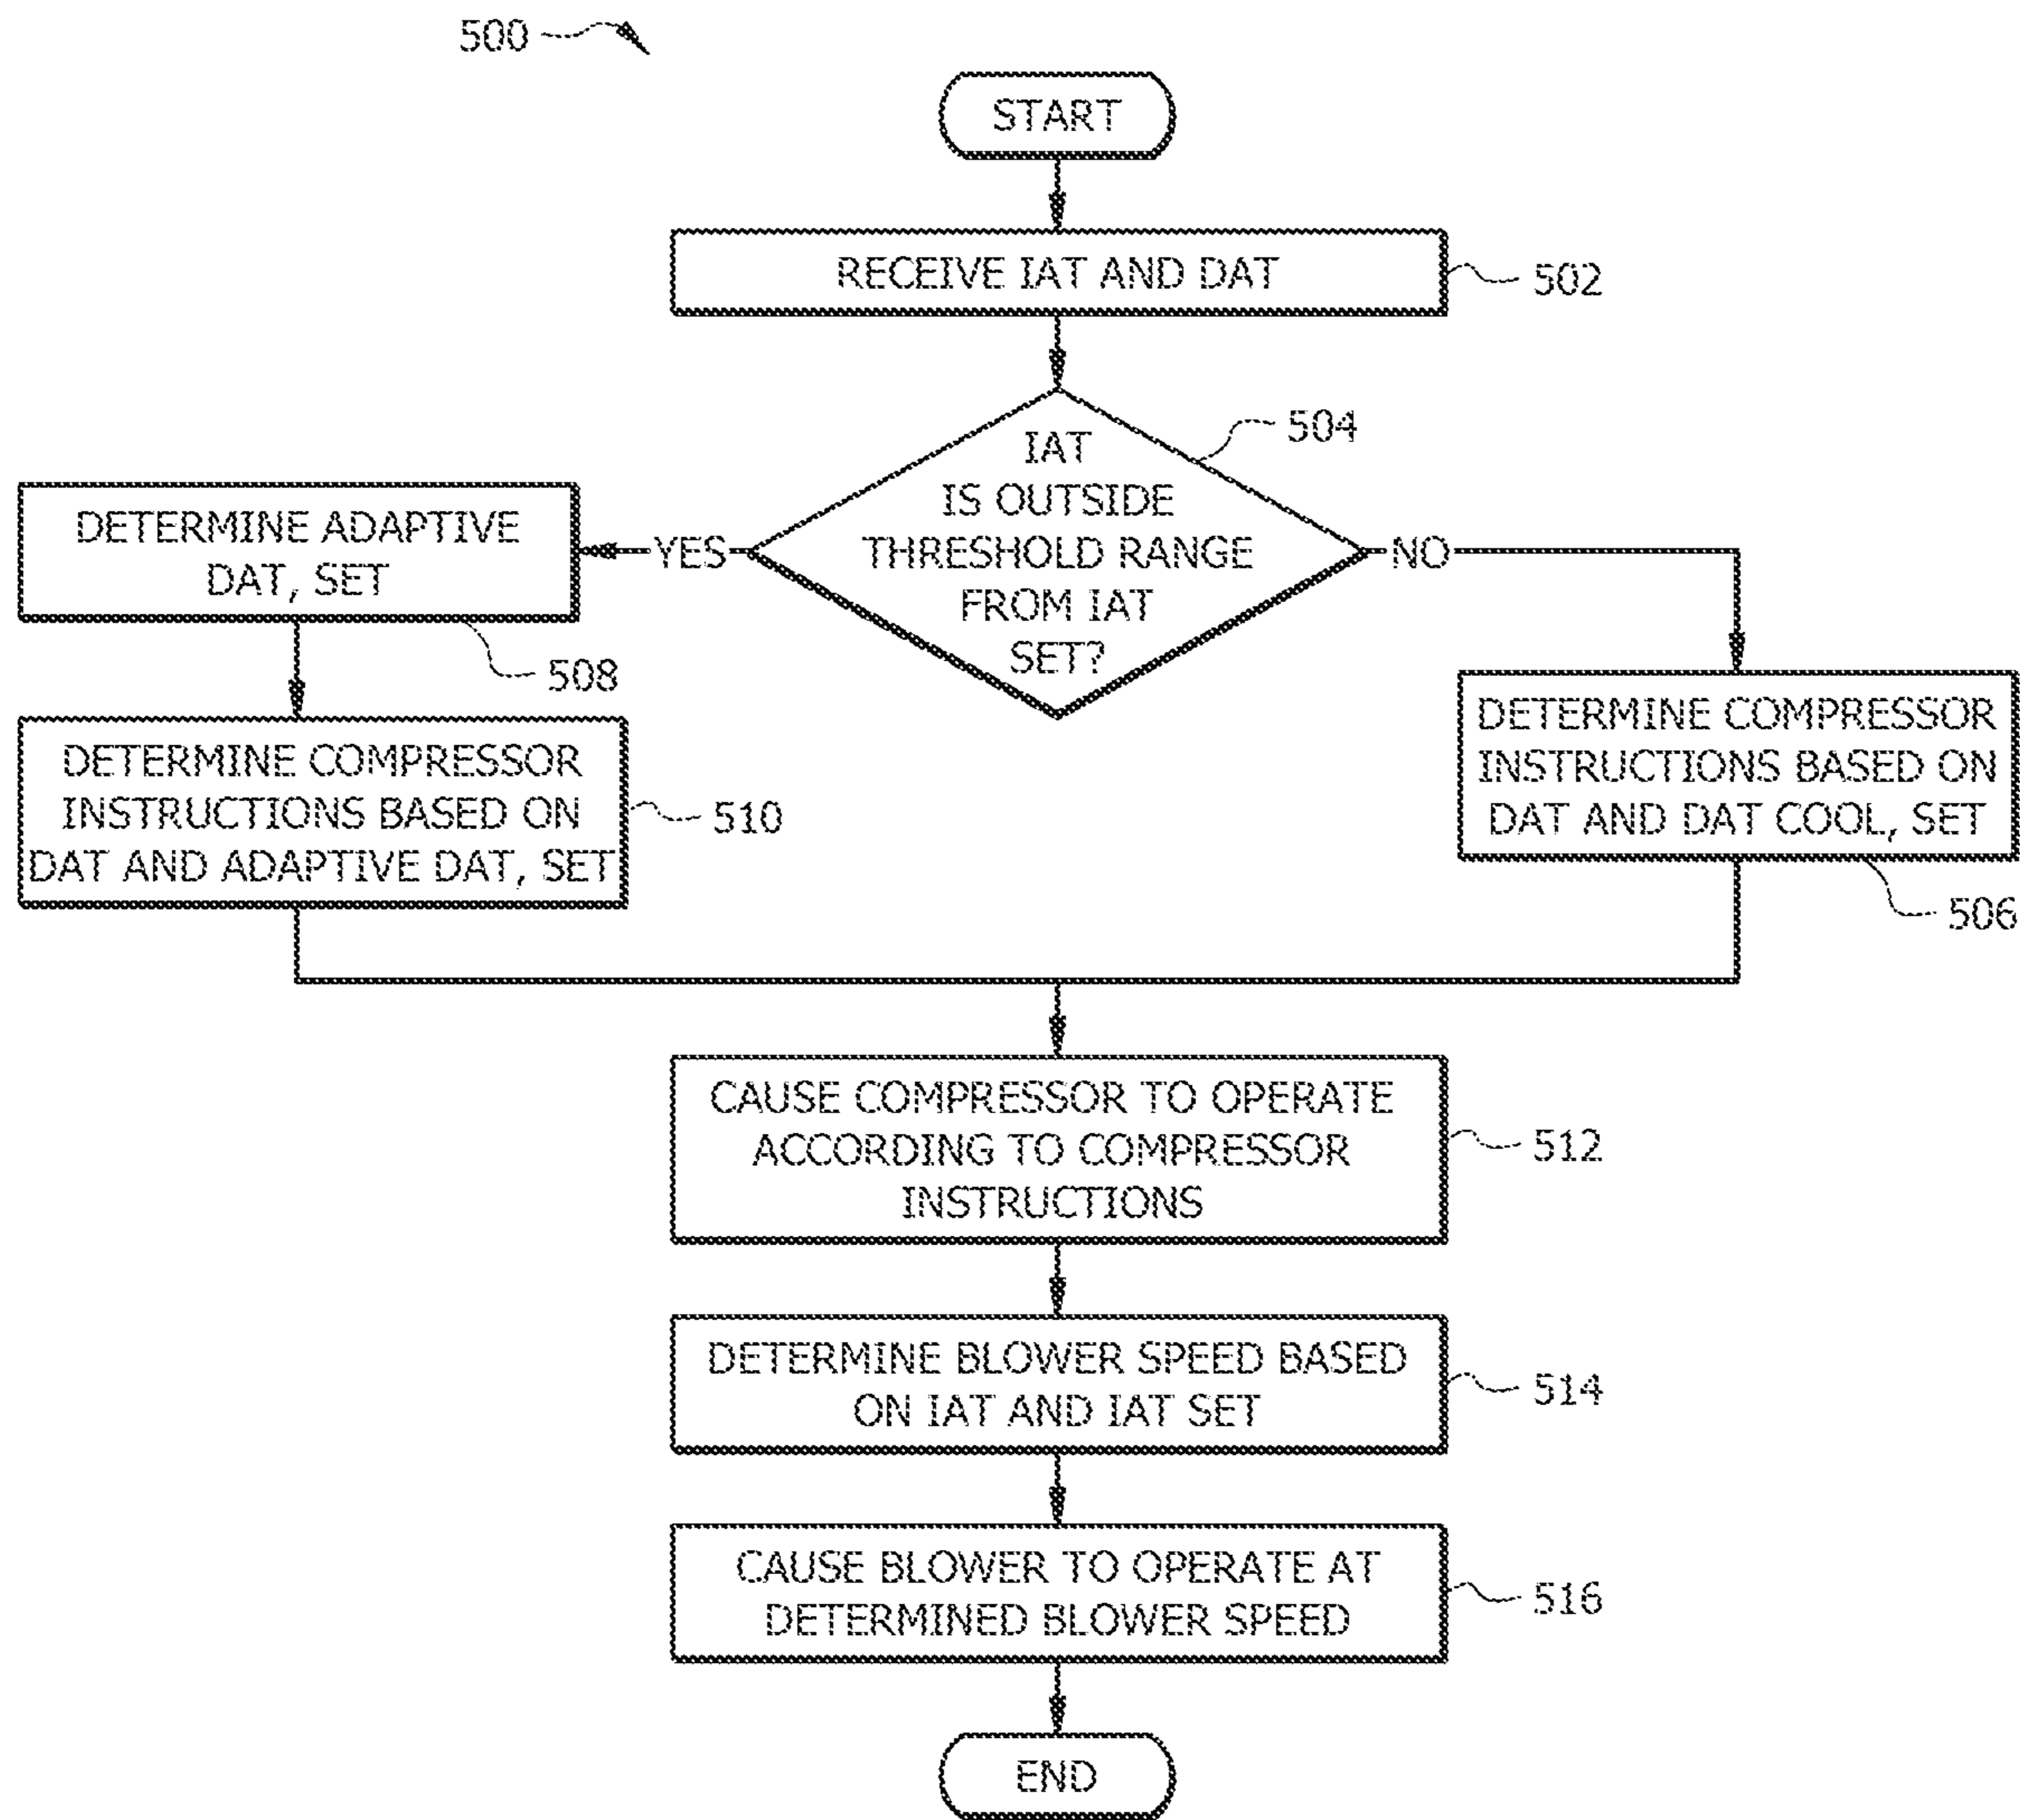 500
START
RECEIVE IAT AND DAT
502
504
IAT
IS OUTSIDE
THRESHOLD RANGE
FROM IAT
SET?
YES
NO
DETERMINE ADAPTIVE
DAT, SET
508
DETERMINE COMPRESSOR
INSTRUCTIONS BASED ON
DAT AND ADAPTIVE DAT, SET
510
DETERMINE COMPRESSOR
INSTRUCTIONS BASED ON
DAT AND DAT COOL, SET
506
CAUSE COMPRESSOR TO OPERATE
ACCORDING TO COMPRESSOR
INSTRUCTIONS
512
DETERMINE BLOWER SPEED BASED
ON IAT AND IAT SET
514
CAUSE BLOWER TO OPERATE AT
DETERMINED BLOWER SPEED
516
END